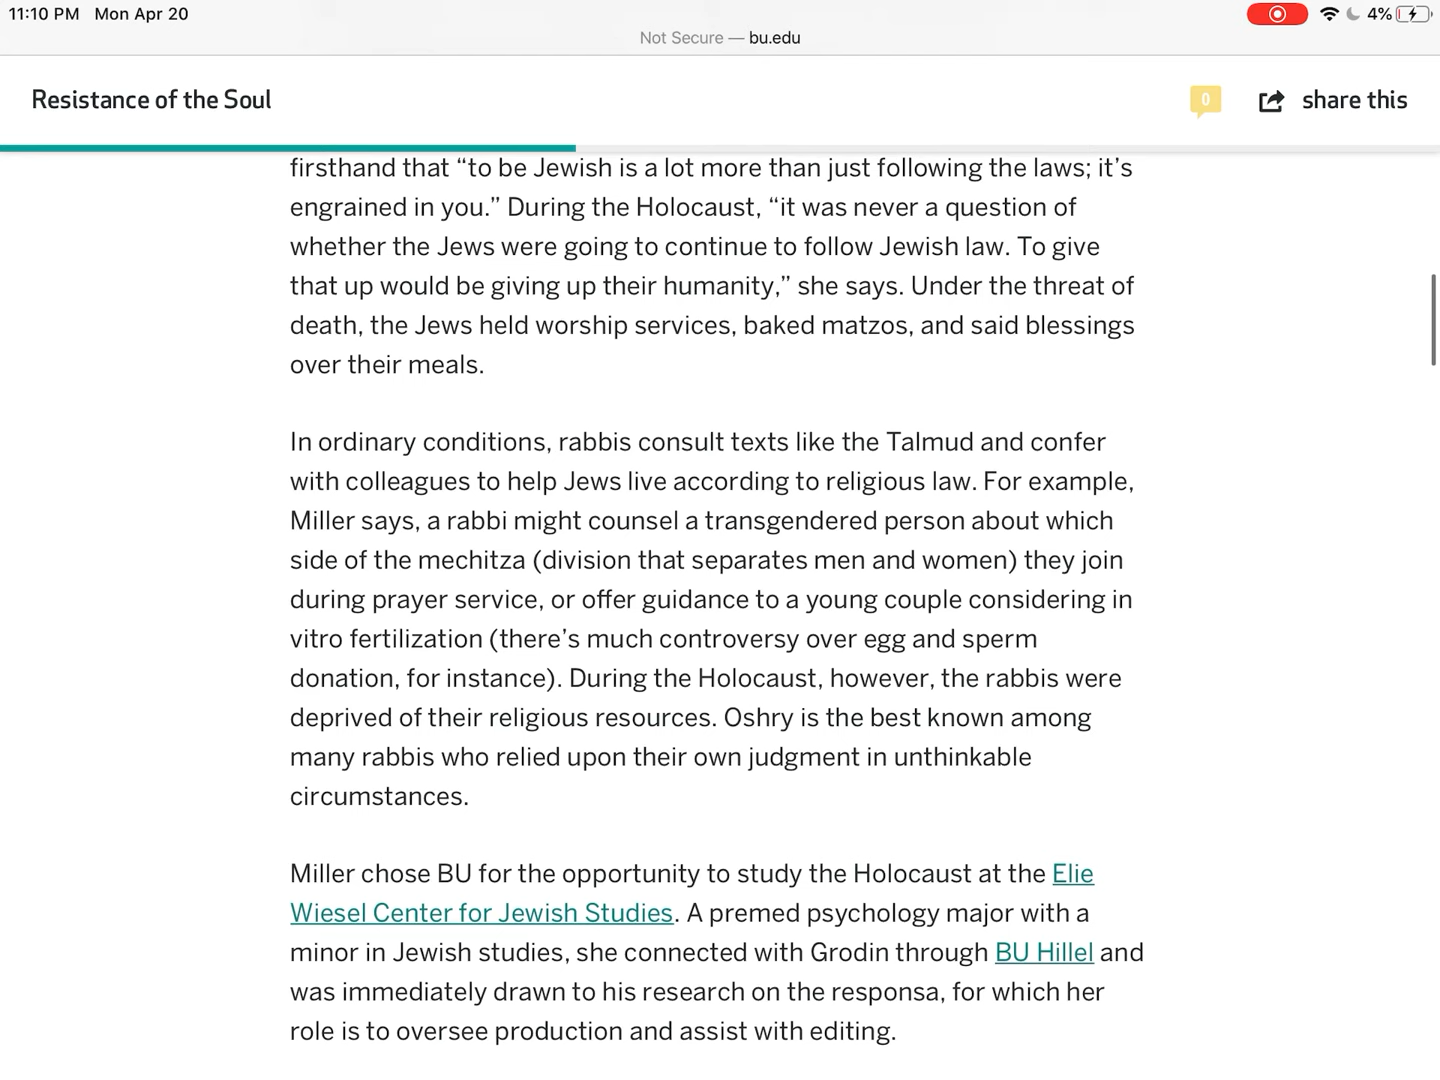 11:10 PM Mon Apr 20
4%
Not Secure — bu.edu
Resistance of the Soul
0
share this
firsthand that “to be Jewish is a lot more than just following the laws; it’s
engrained in you.” During the Holocaust, “it was never a question of
whether the Jews were going to continue to follow Jewish law. To give
that up would be giving up their humanity,” she says. Under the threat of
death, the Jews held worship services, baked matzos, and said blessings
over their meals.
In ordinary conditions, rabbis consult texts like the Talmud and confer
with colleagues to help Jews live according to religious law. For example,
Miller says, a rabbi might counsel a transgendered person about which
side of the mechitza (division that separates men and women) they join
during prayer service, or offer guidance to a young couple considering in
vitro fertilization (there’s much controversy over egg and sperm
donation, for instance). During the Holocaust, however, the rabbis were
deprived of their religious resources. Oshry is the best known among
many rabbis who relied upon their own judgment in unthinkable
circumstances.
Miller chose BU for the opportunity to study the Holocaust at the Elie
Wiesel Center for Jewish Studies. A premed psychology major with a
minor in Jewish studies, she connected with Grodin through BU Hillel and
was immediately drawn to his research on the responsa, for which her
role is to oversee production and assist with editing.